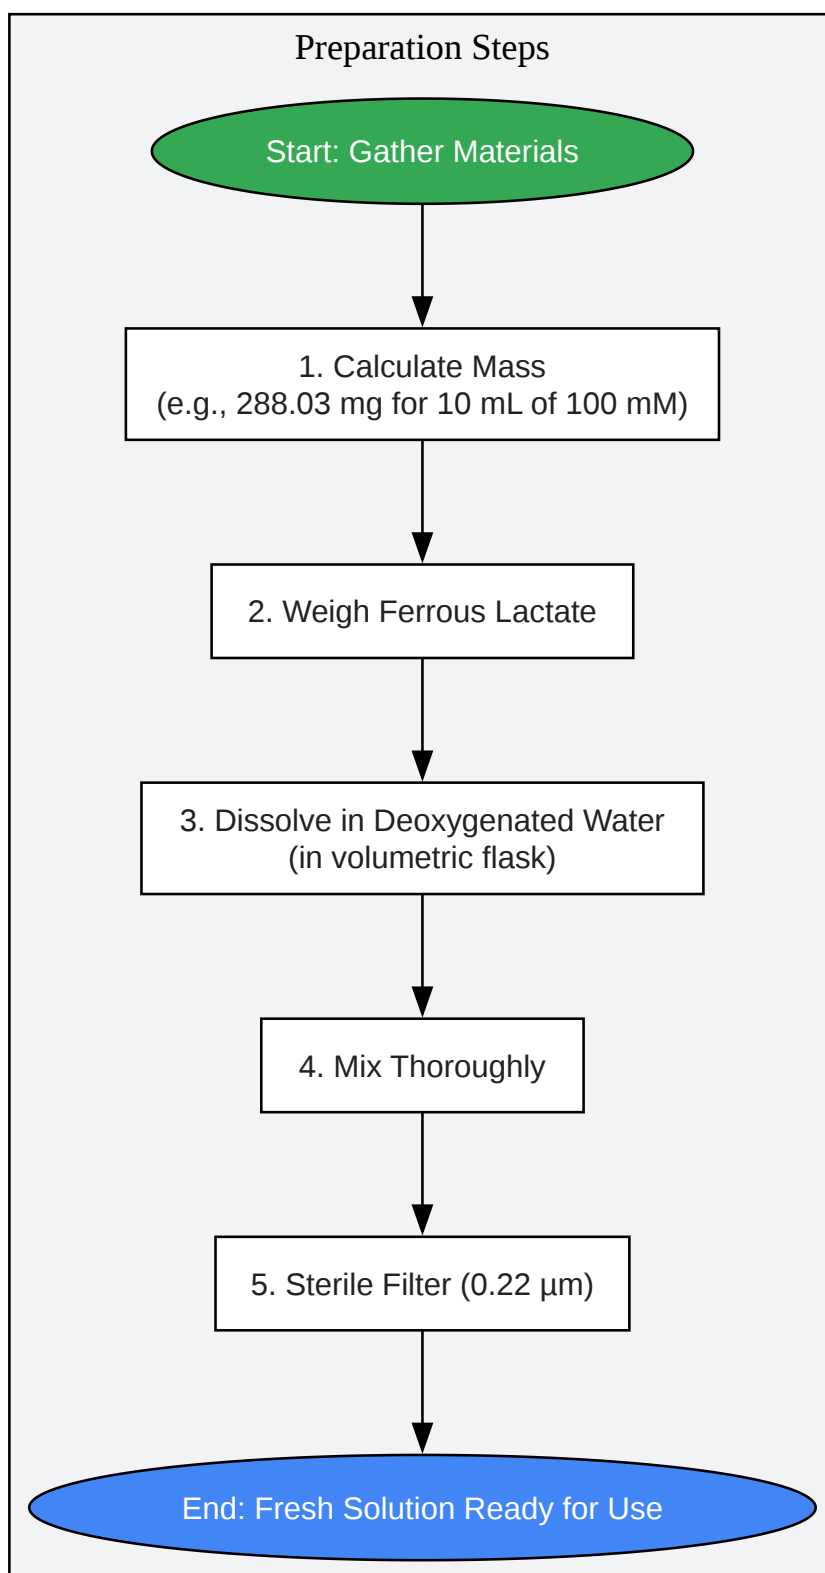 Preparation Steps
Start: Gather Materials
1. Calculate Mass
(e.g., 288.03 mg for 10 mL of 100 mM)
2. Weigh Ferrous Lactate
3. Dissolve in Deoxygenated Water
(in volumetric flask)
4. Mix Thoroughly
5. Sterile Filter (0.22 µm)
End: Fresh Solution Ready for Use